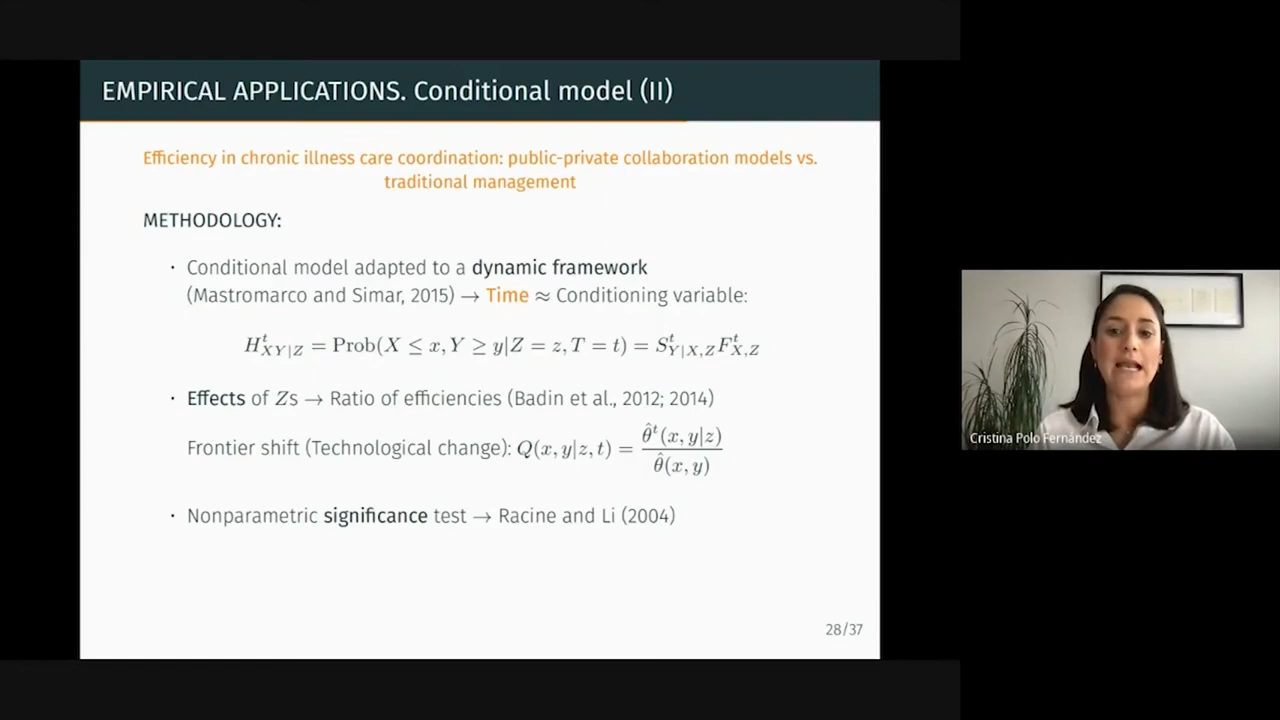 EMPIRICAL APPLICATIONS. Conditional model (II)
Efficiency in chronic illness care coordination: public-private collaboration models vs.
traditional management
METHODOLOGY:
· Conditional model adapted to a dynamic framework
(Mastromarco and Simar, 2015) → Time ≈ Conditioning variable:
H^t_{XY|Z} = Prob(X ≤ x, Y ≥ y|Z = z, T = t) = S^t_{Y|X,Z} F^t_{X,Z}
· Effects of Zs → Ratio of efficiencies (Badin et al., 2012; 2014)
Frontier shift (Technological change): Q(x, y|z, t) = \frac{\hat{θ}^t(x, y|z)}{\hat{θ}(x, y)}
· Nonparametric significance test → Racine and Li (2004)
28/37
Cristina Polo Fernández